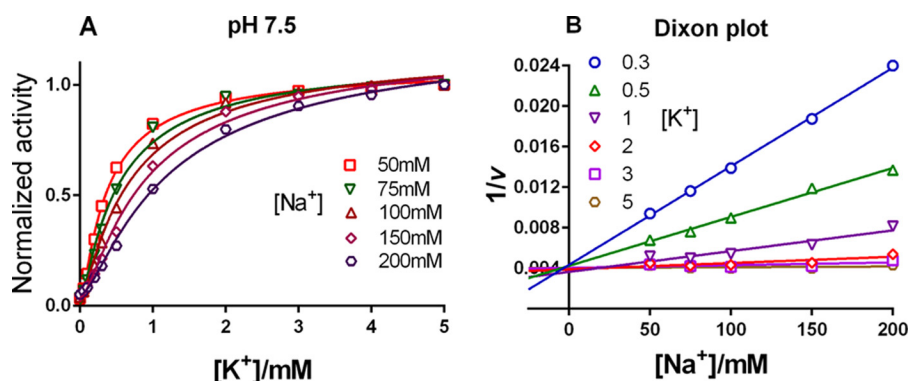 A
pH 7.5
Normalized activity
1.0
0.5
0.0
0
1
2
3
4
5
[K+]/mM
[Na+]
50mM
75mM
100mM
150mM
200mM
B
Dixon plot
1/v
0.024
0.020
0.016
0.012
0.008
0.004
0
50
100
150
200
[Na+]/mM
0.3
0.5
1
2
3
5
[K+]